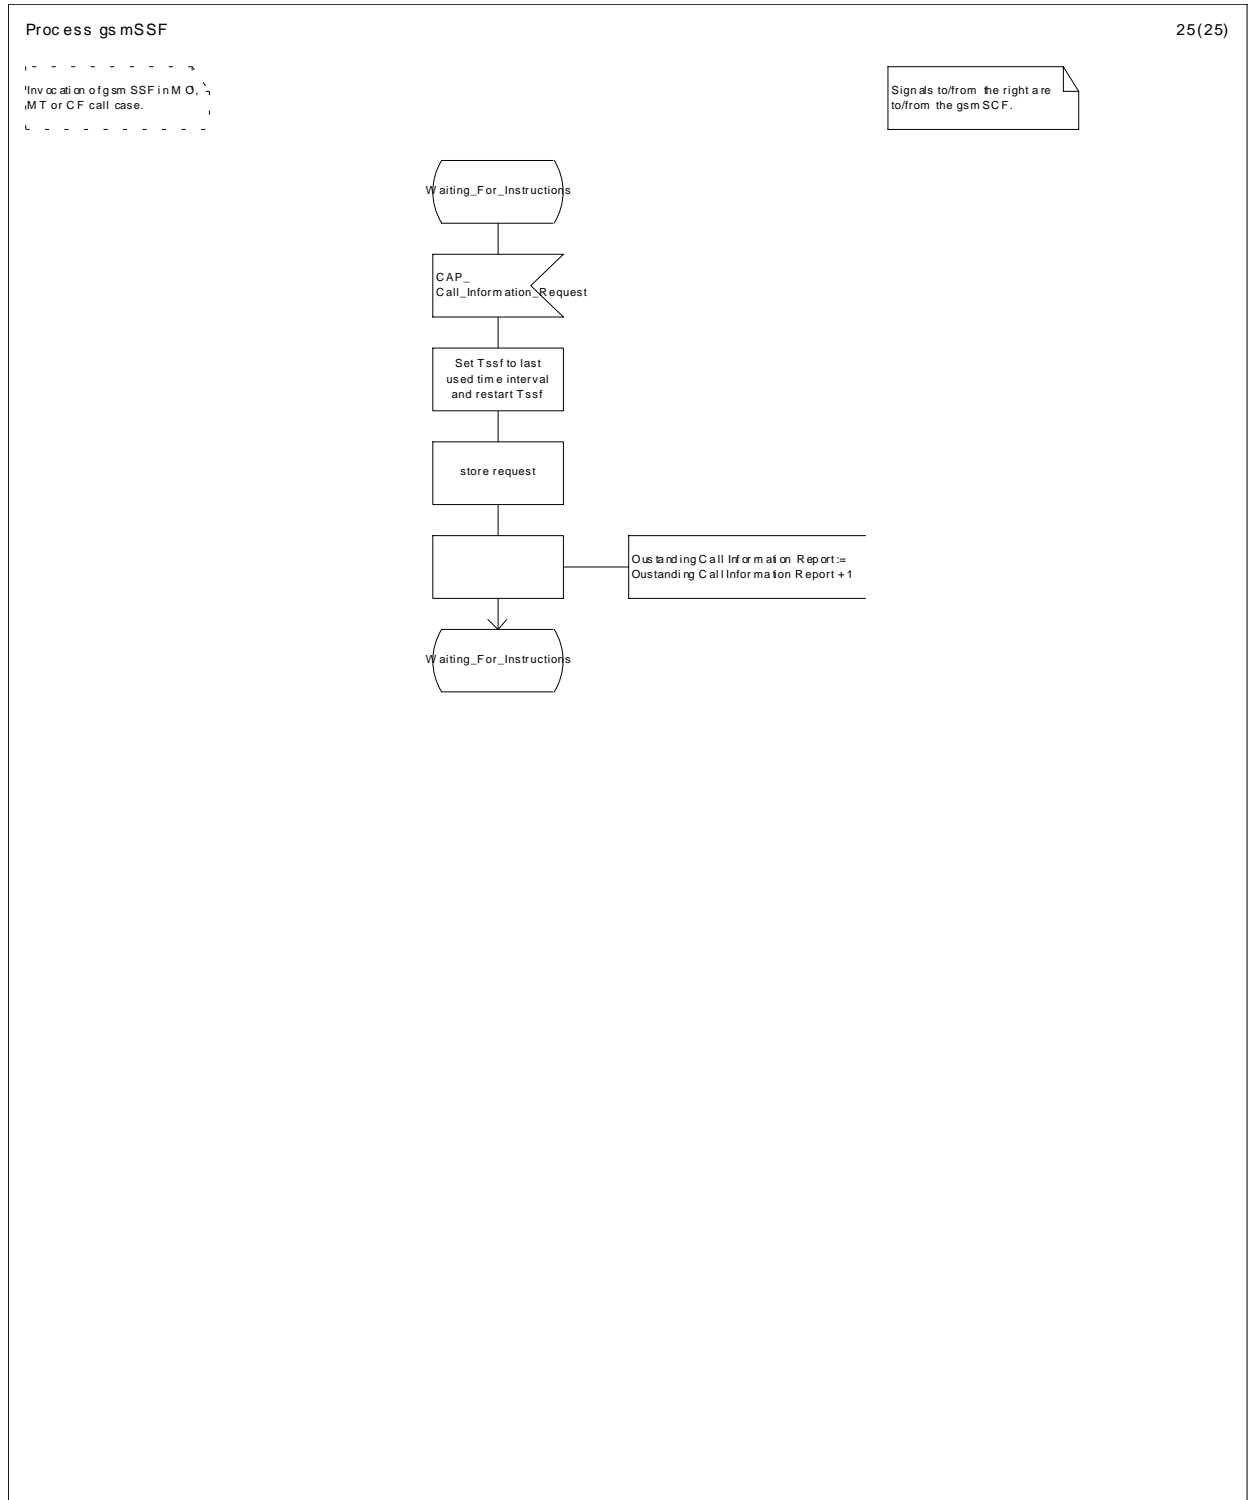 Process gsmSSF
25(25)
Invocation of gsm SSF in MO,
MT or CF call case.
Signals to/from the right are
to/from the gsmSCF.
Waiting_For_Instructions
CAP_
Call_Information_Request
Set Tssf to last
used time interval
and restart Tssf
store request
Oustanding Call Information Report:=
Oustanding Call Information Report + 1
Waiting_For_Instructions